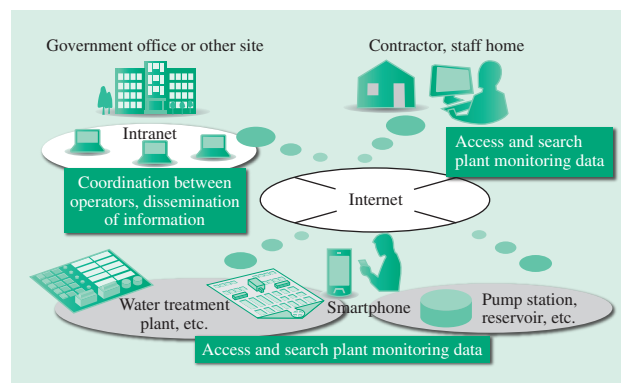 Government office or other site
Contractor, staff home
Intranet
Access and search
plant monitoring data
Coordination between
operators, dissemination
of information
Internet
Water treatment
plant, etc.
Smartphone
Pump station,
reservoir, etc.
Access and search plant monitoring data